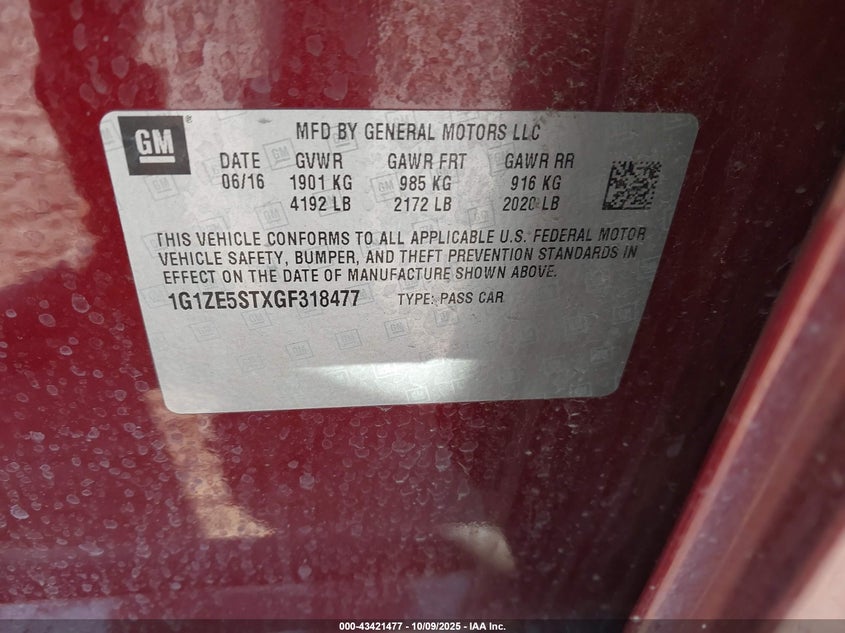 GM ®
MFD BY GENERAL MOTORS LLC
DATE GVWR GAWR FRT GAWR RR
06/16 1901 KG 985 KG 916 KG
4192 LB 2172 LB 2020 LB
THIS VEHICLE CONFORMS TO ALL APPLICABLE U.S. FEDERAL MOTOR
VEHICLE SAFETY, BUMPER, AND THEFT PREVENTION STANDARDS IN
EFFECT ON THE DATE OF MANUFACTURE SHOWN ABOVE.
1G1ZE5STXGF318477 TYPE: PASS CAR
000-43421477 - 10/09/2025 - IAA Inc.